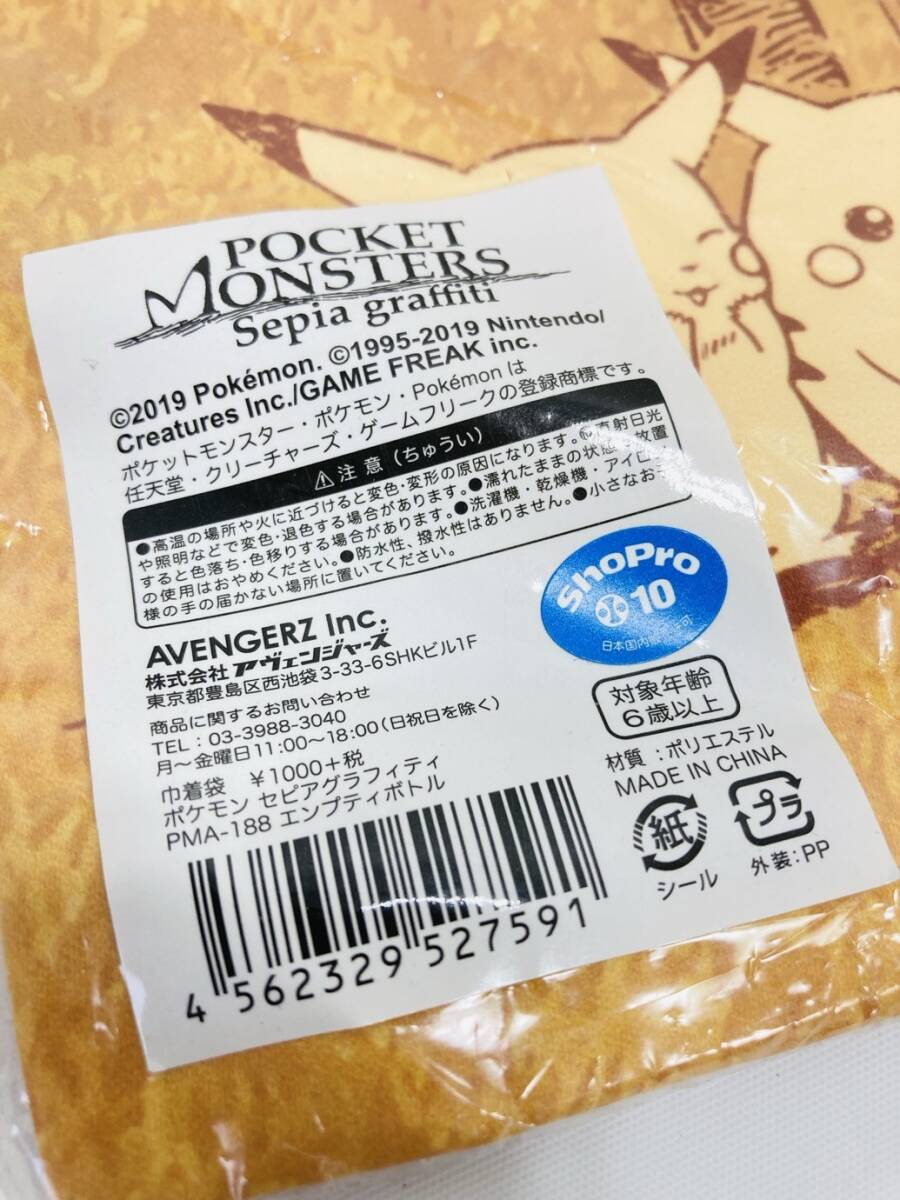 POCKET
MONSTERS
Sepia graffiti
©2019 Pokémon. ©1995-2019 Nintendo/
Creatures Inc./GAME FREAK inc.
ポケットモンスター・ポケモン・Pokémonは
任天堂・クリーチャーズ・ゲームフリークの登録商標です。
⚠注意（ちゅうい）
●高温の場所や火に近づけると変色・変形の原因になります。●直射日光
や照明などで変色・退色する場合があります。●濡れたままの状態で放置
すると色落ち・色移りする場合があります。●洗濯機・乾燥機・アイロン
の使用はおやめください。●防水性、撥水性はありません。●小さなお子
様の手の届かない場所に置いてください。
ShoPro
10
日本国内
可
AVENGERZ Inc.
株式会社アヴェンジャーズ
東京都豊島区西池袋3-33-6SHKビル1F
商品に関するお問い合わせ
TEL：03-3988-3040
月～金曜日11:00～18:00（日祝日を除く）
巾着袋 ¥1000+税
ポケモン セピアグラフィティ
PMA-188 エンプティボトル
対象年齢
6歳以上
材質：ポリエステル
MADE IN CHINA
紙
シール
プラ
外装：PP
4 562329 527591